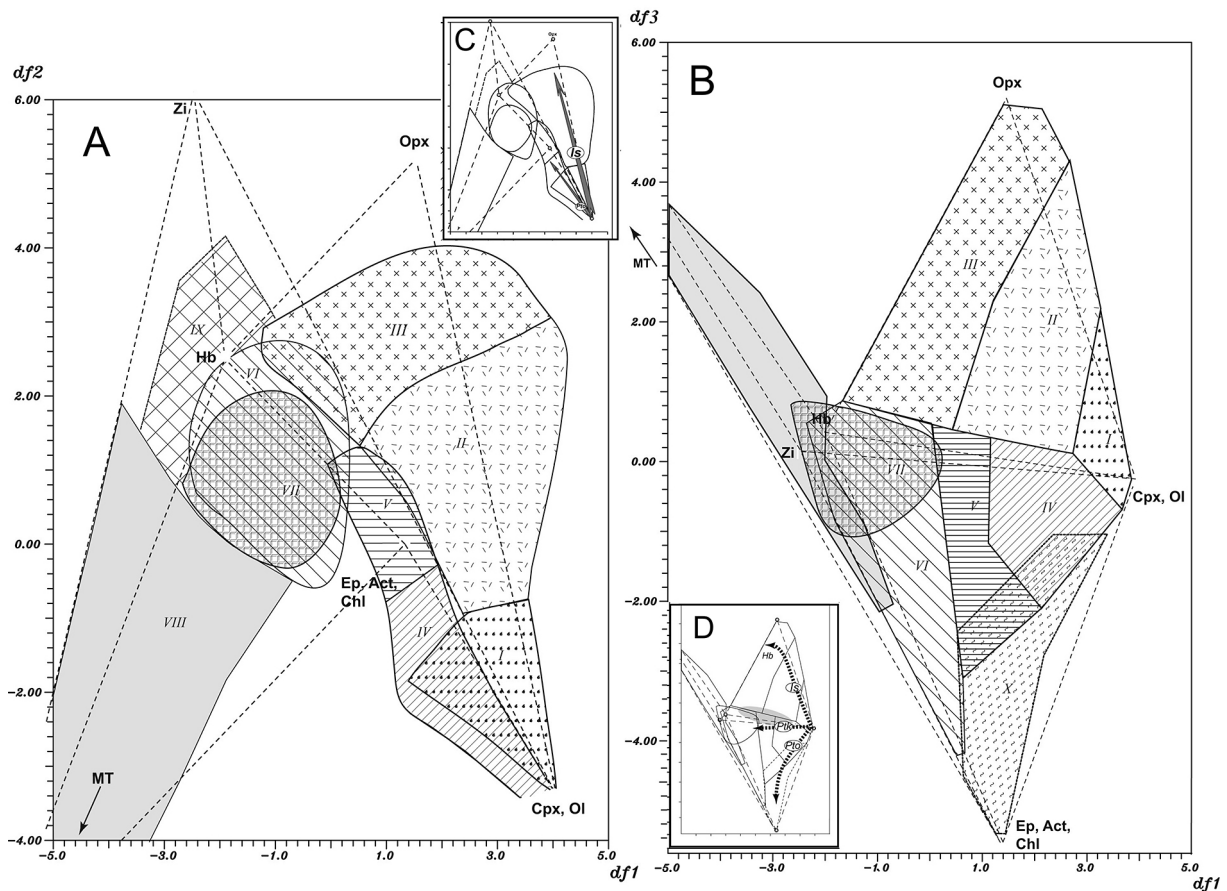 df2
6.00
4.00
2.00
0.00
−2.00
−4.00
−5.0
−3.0
−1.0
1.0
3.0
5.0
df1
A
Zi
Opx
IX
Hb
VI
III
II
VII
V
Ep, Act,
Chl
IV
I
VIII
MT
Cpx, Ol
C
Opx
Is
Pto
df3
6.00
4.00
2.00
0.00
−2.00
−4.00
−5.0
−3.0
−1.0
1.0
3.0
5.0
df1
B
Opx
III
II
MT
Hb
Zi
VII
I
Cpx, Ol
V
IV
VI
X
Ep, Act,
Chl
D
Hb
Is
Ptk
Pto